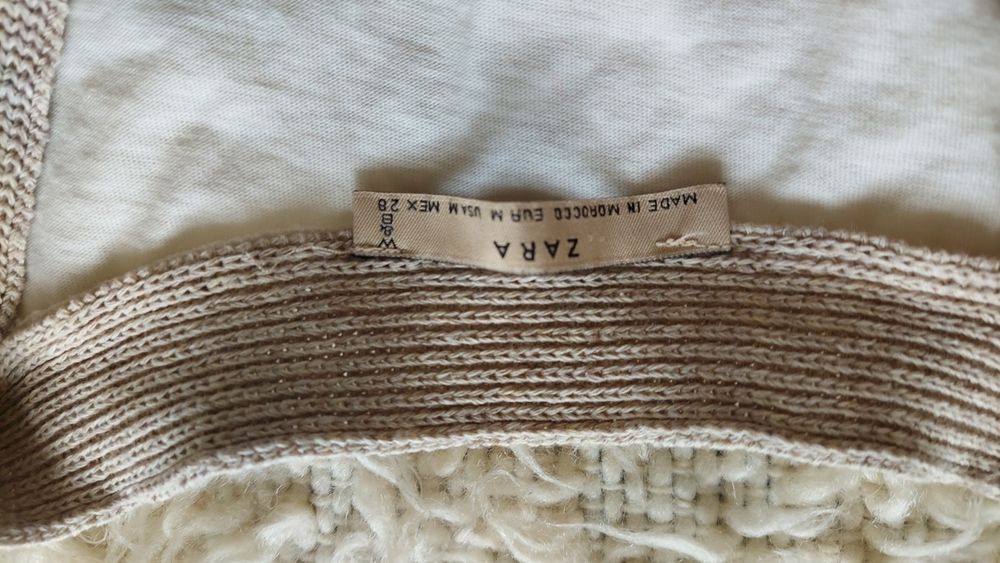 ZARA
MADE IN MOROCCO EUR M USA M MEX 28
W&B